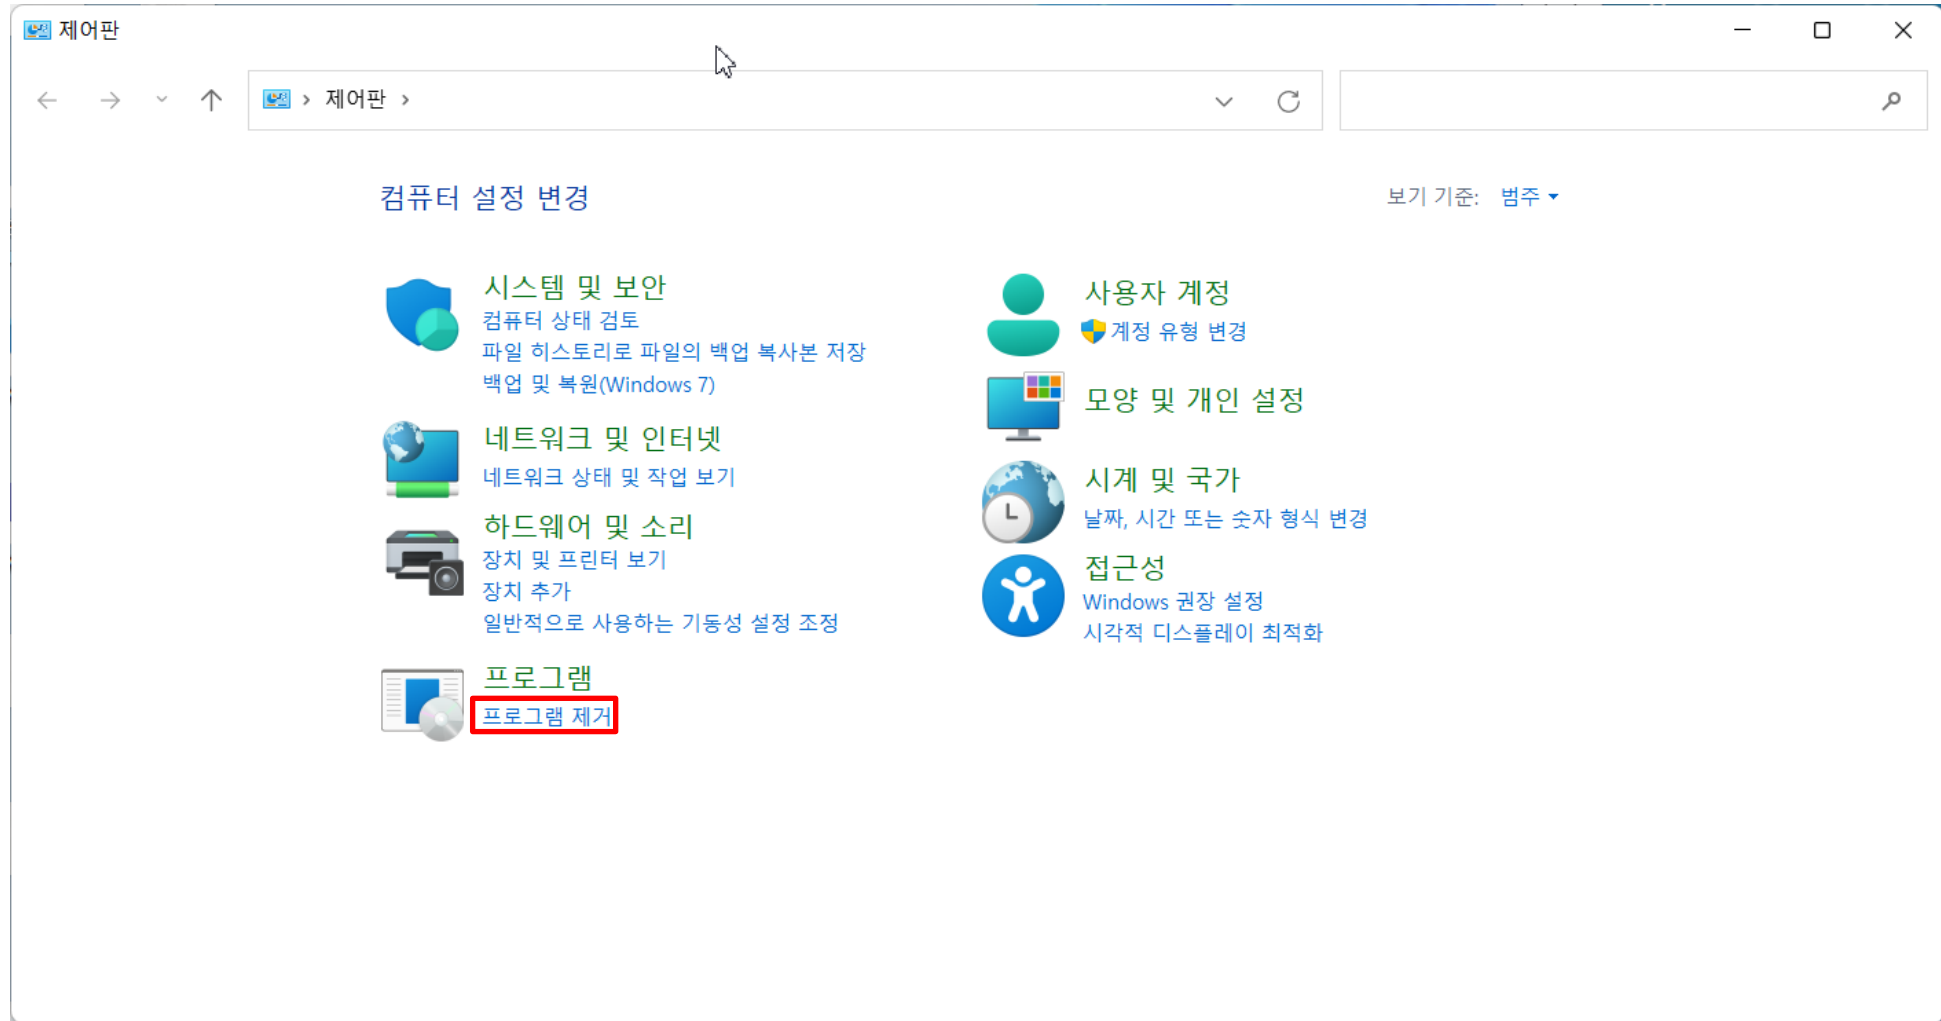 제어판
제어판
컴퓨터 설정 변경
보기 기준: 범주
시스템 및 보안
컴퓨터 상태 검토
파일 히스토리로 파일의 백업 복사본 저장
백업 및 복원(Windows 7)
네트워크 및 인터넷
네트워크 상태 및 작업 보기
하드웨어 및 소리
장치 및 프린터 보기
장치 추가
일반적으로 사용하는 기동성 설정 조정
프로그램
프로그램 제거
사용자 계정
계정 유형 변경
모양 및 개인 설정
시계 및 국가
날짜, 시간 또는 숫자 형식 변경
접근성
Windows 권장 설정
시각적 디스플레이 최적화